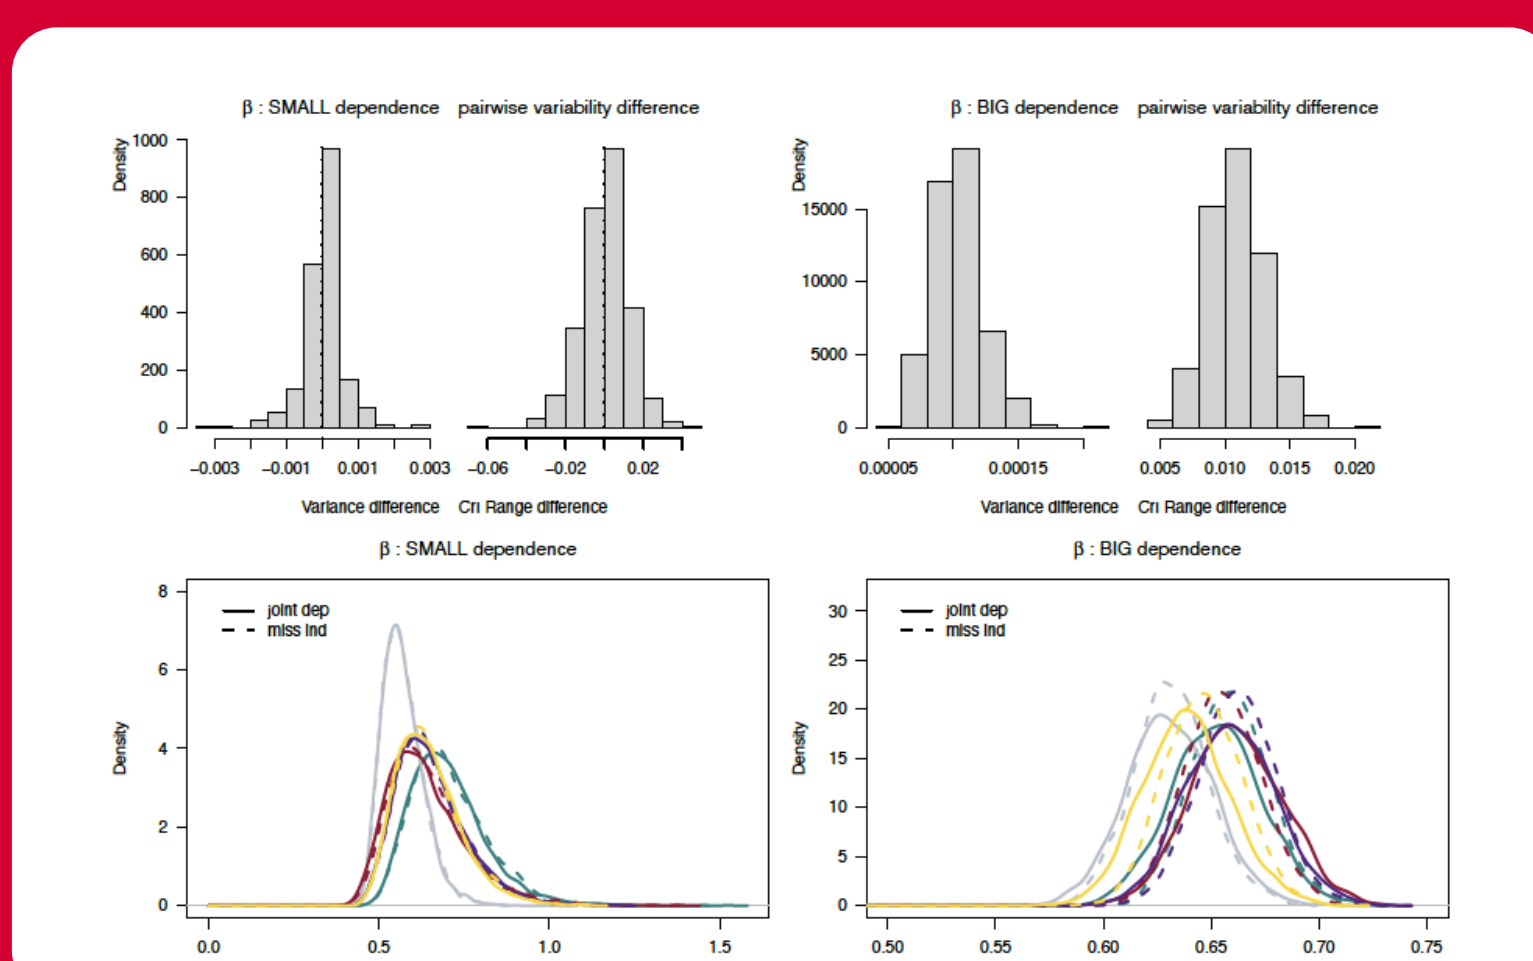 β : SMALL dependence pairwise variability difference
Density
1000
800
600
400
200
0
−0.003 −0.001 0.001 0.003 −0.06 −0.02 0.02
Variance difference CrI Range difference
β : BIG dependence pairwise variability difference
Density
15000
10000
5000
0
0.00005 0.00015 0.005 0.010 0.015 0.020
Variance difference CrI Range difference
β : SMALL dependence
Density
8
6
4
2
0
joint dep
miss ind
0.0 0.5 1.0 1.5
β : BIG dependence
Density
30
25
20
15
10
5
0
joint dep
miss ind
0.50 0.55 0.60 0.65 0.70 0.75